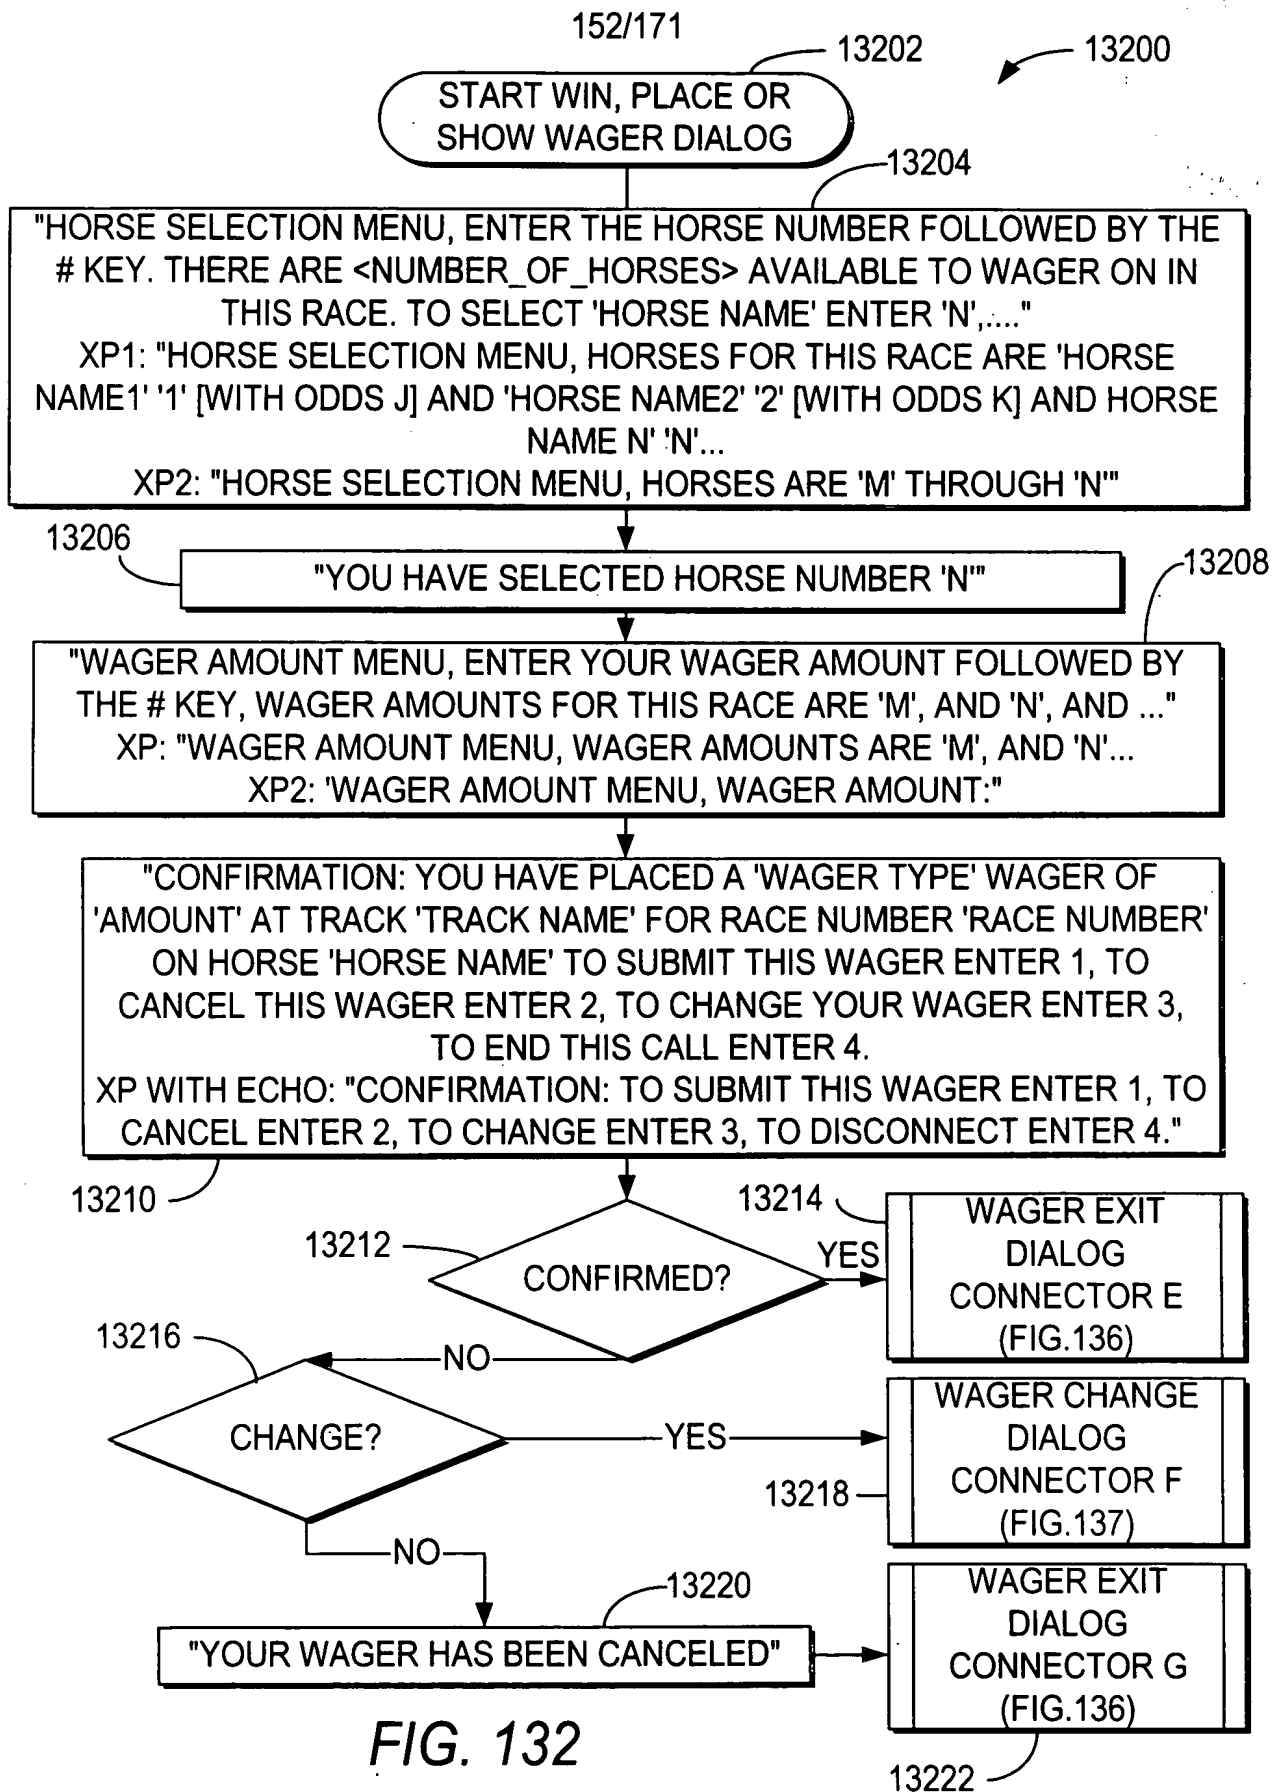 152/171
13202
13200
START WIN, PLACE OR
SHOW WAGER DIALOG
13204
"HORSE SELECTION MENU, ENTER THE HORSE NUMBER FOLLOWED BY THE
# KEY. THERE ARE <NUMBER_OF_HORSES> AVAILABLE TO WAGER ON IN
THIS RACE. TO SELECT 'HORSE NAME' ENTER 'N',...."
XP1: "HORSE SELECTION MENU, HORSES FOR THIS RACE ARE 'HORSE
NAME1' '1' [WITH ODDS J] AND 'HORSE NAME2' '2' [WITH ODDS K] AND HORSE
NAME N' 'N'...
XP2: "HORSE SELECTION MENU, HORSES ARE 'M' THROUGH 'N'"
13206
"YOU HAVE SELECTED HORSE NUMBER 'N'"
13208
"WAGER AMOUNT MENU, ENTER YOUR WAGER AMOUNT FOLLOWED BY
THE # KEY, WAGER AMOUNTS FOR THIS RACE ARE 'M', AND 'N', AND ..."
XP: "WAGER AMOUNT MENU, WAGER AMOUNTS ARE 'M', AND 'N'...
XP2: 'WAGER AMOUNT MENU, WAGER AMOUNT:"
"CONFIRMATION: YOU HAVE PLACED A 'WAGER TYPE' WAGER OF
'AMOUNT' AT TRACK 'TRACK NAME' FOR RACE NUMBER 'RACE NUMBER'
ON HORSE 'HORSE NAME' TO SUBMIT THIS WAGER ENTER 1, TO
CANCEL THIS WAGER ENTER 2, TO CHANGE YOUR WAGER ENTER 3,
TO END THIS CALL ENTER 4.
XP WITH ECHO: "CONFIRMATION: TO SUBMIT THIS WAGER ENTER 1, TO
CANCEL ENTER 2, TO CHANGE ENTER 3, TO DISCONNECT ENTER 4."
13210
13212
CONFIRMED?
YES
13214
WAGER EXIT
DIALOG
CONNECTOR E
(FIG.136)
NO
13216
CHANGE?
YES
13218
WAGER CHANGE
DIALOG
CONNECTOR F
(FIG.137)
NO
13220
"YOUR WAGER HAS BEEN CANCELED"
WAGER EXIT
DIALOG
CONNECTOR G
(FIG.136)
13222
FIG. 132